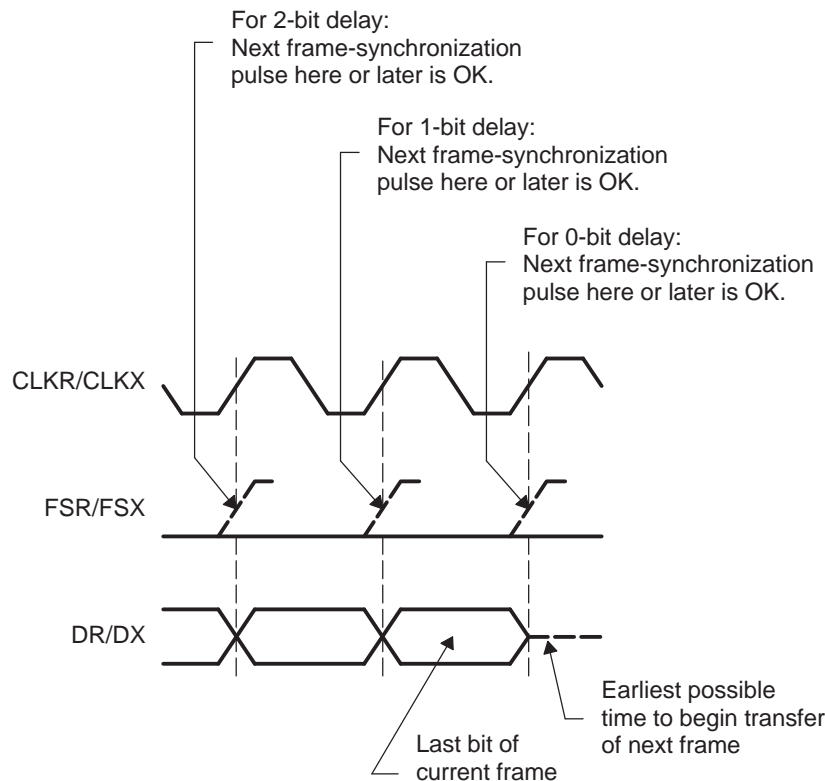 For 2-bit delay:
Next frame-synchronization
pulse here or later is OK.
For 1-bit delay:
Next frame-synchronization
pulse here or later is OK.
For 0-bit delay:
Next frame-synchronization
pulse here or later is OK.
CLKR/CLKX
FSR/FSX
DR/DX
Earliest possible
time to begin transfer
of next frame
Last bit of
current frame